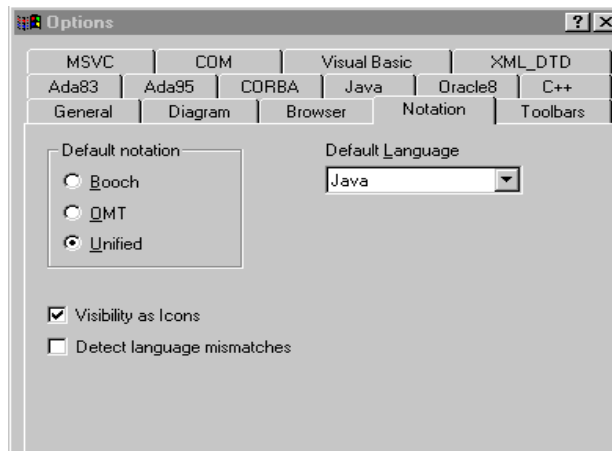 Options
MSVC COM Visual Basic XML_DTD
Ada83 Ada95 CORBA Java Oracle8 C++
General Diagram Browser Notation Toolbars
Default notation Default Language
Booch Java
OMT
Unified
Visibility as Icons
Detect language mismatches